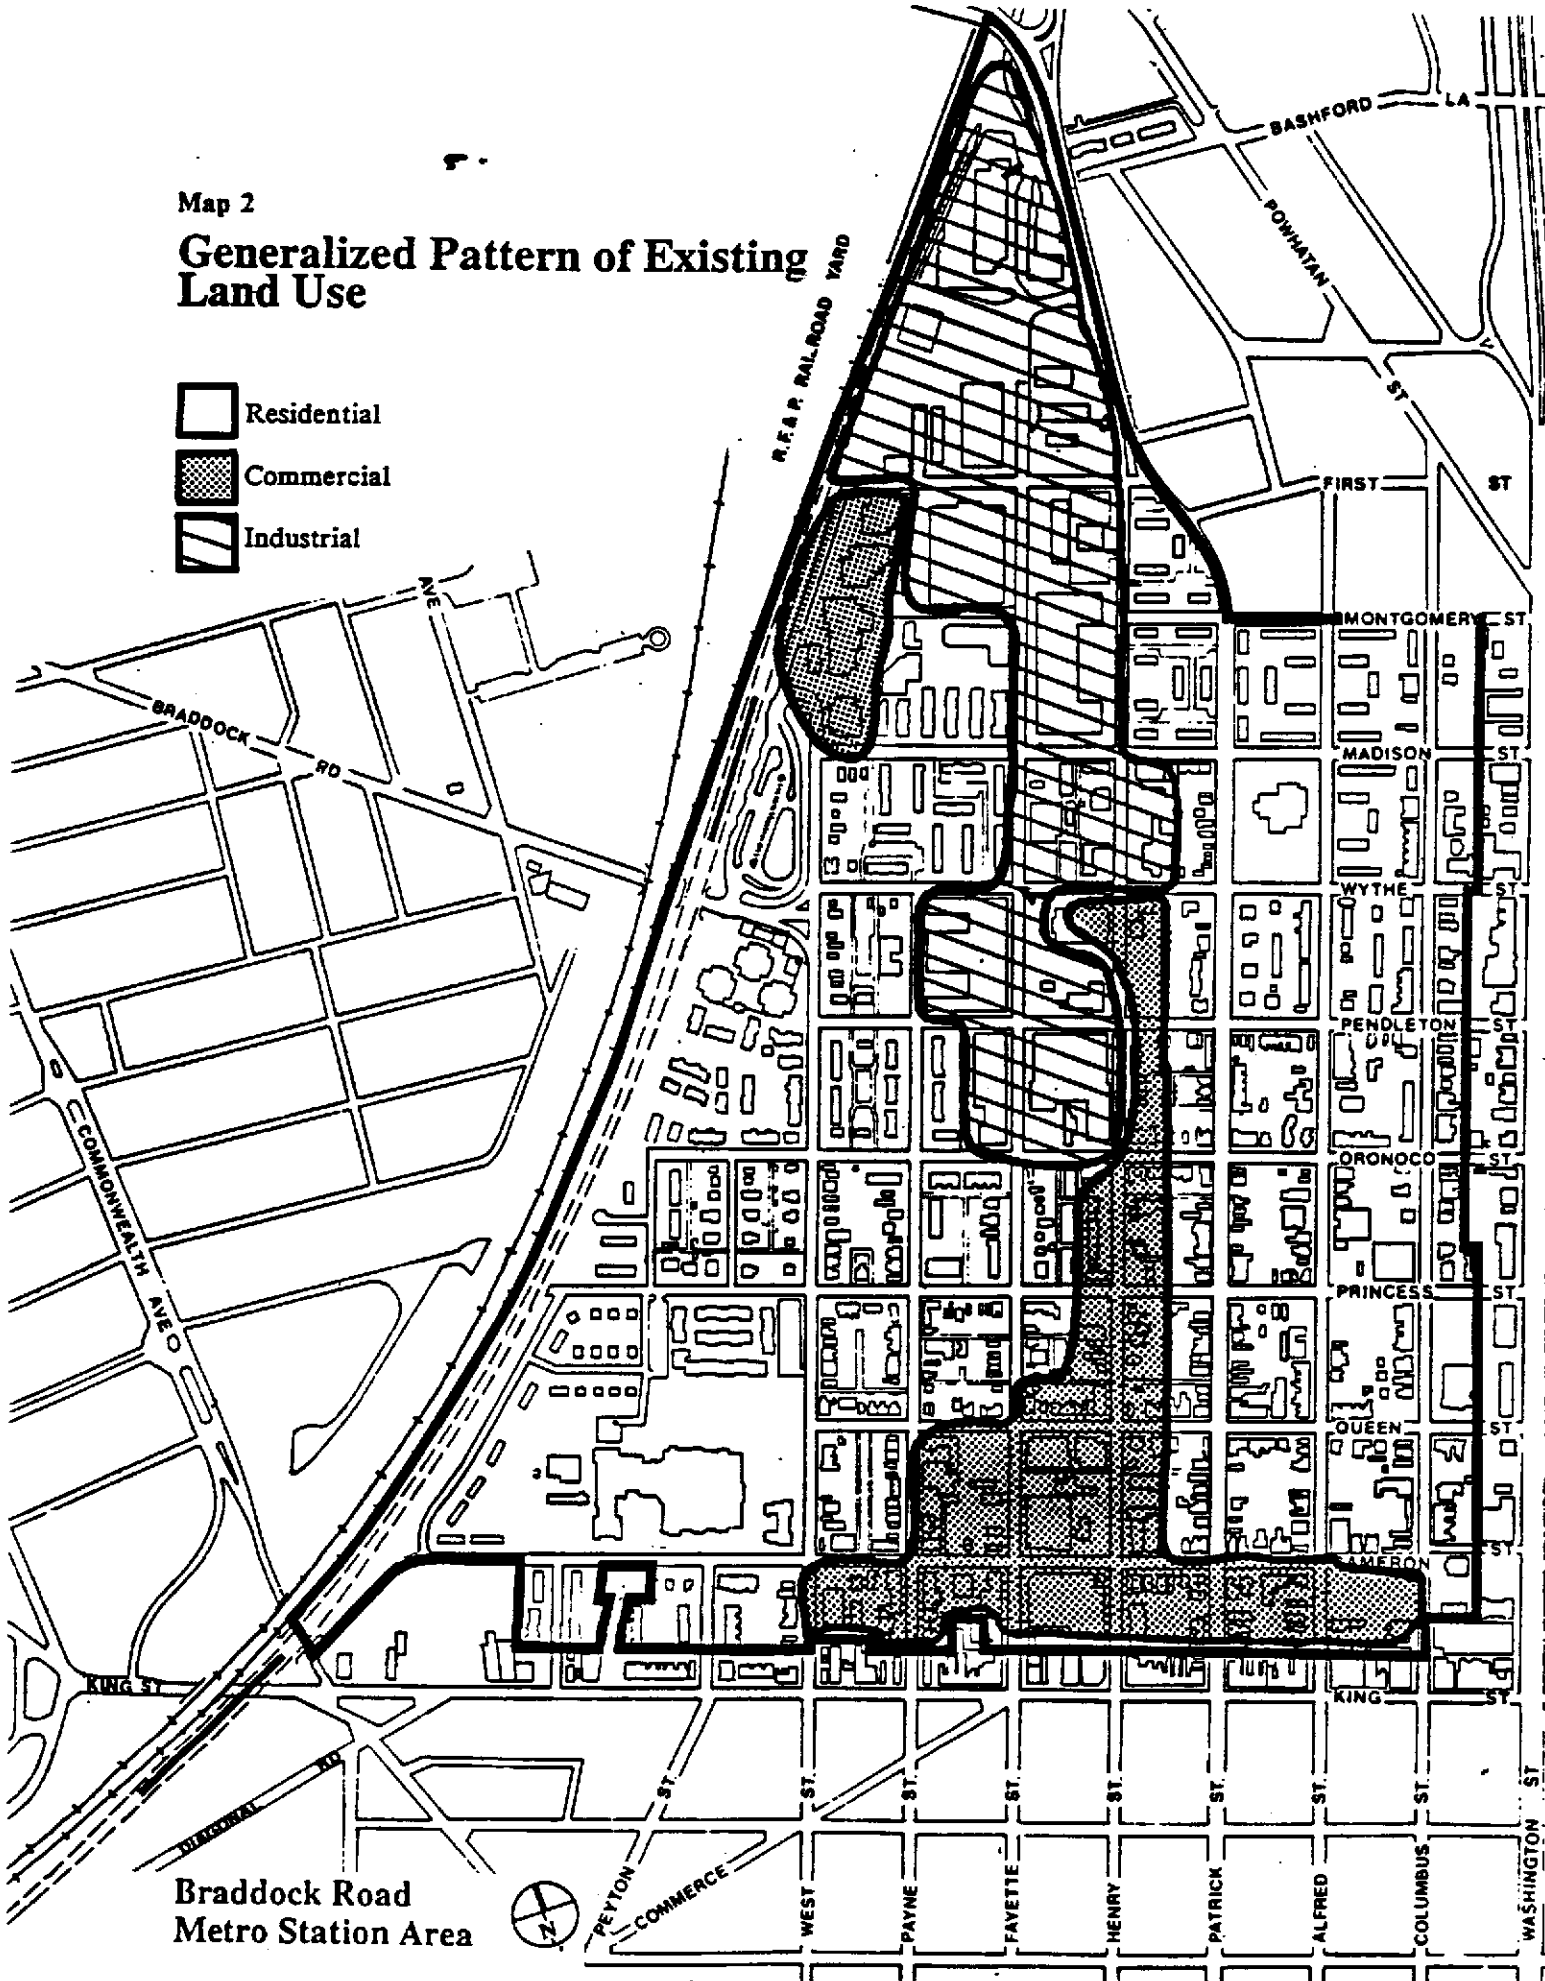 Map 2
Generalized Pattern of Existing
Land Use
Residential
Commercial
Industrial
R.F.& P. RAILROAD YARD
BASHFORD LA
POWHATAN
ST
FIRST ST
AVE
BRADDOCK
RD
MONTGOMERY ST
MADISON ST
WYTHE ST
PENDLETON ST
ORONOCO ST
COMMONWEALTH AVE
PRINCESS ST
QUEEN ST
CAMERON ST
KING ST
KING ST
DIAGONAL RD
PEYTON ST.
COMMERCE
WEST ST.
PAYNE ST.
FAYETTE ST.
HENRY ST.
PATRICK ST.
ALFRED ST.
COLUMBUS ST.
WASHINGTON ST
Braddock Road
Metro Station Area
N